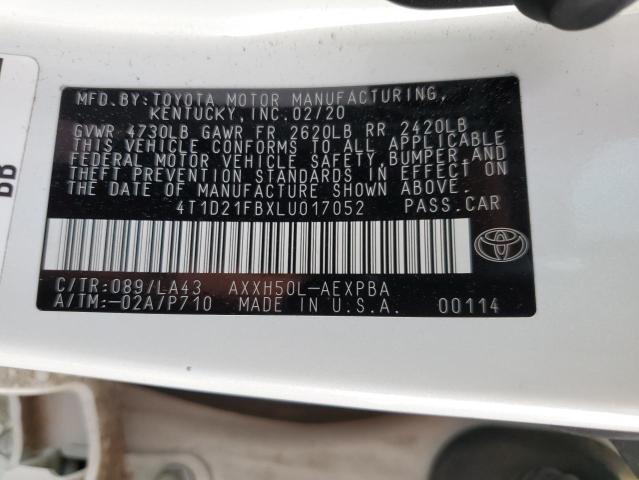 MFD.BY:TOYOTA MOTOR MANUFACTURING,
KENTUCKY, INC.02/20
GVWR 4730LB GAWR FR 2620LB RR 2420LB
THIS VEHICLE CONFORMS TO ALL APPLICABLE
FEDERAL MOTOR VEHICLE SAFETY,BUMPER,AND
THEFT PREVENTION STANDARDS IN EFFECT ON
THE DATE OF MANUFACTURE SHOWN ABOVE.
4T1D21FBXLU017052 PASS.CAR
C/TR:089/LA43 AXXH50L-AEXPBA
A/TM:-02A/P710 MADE IN U.S.A. 00114
BB